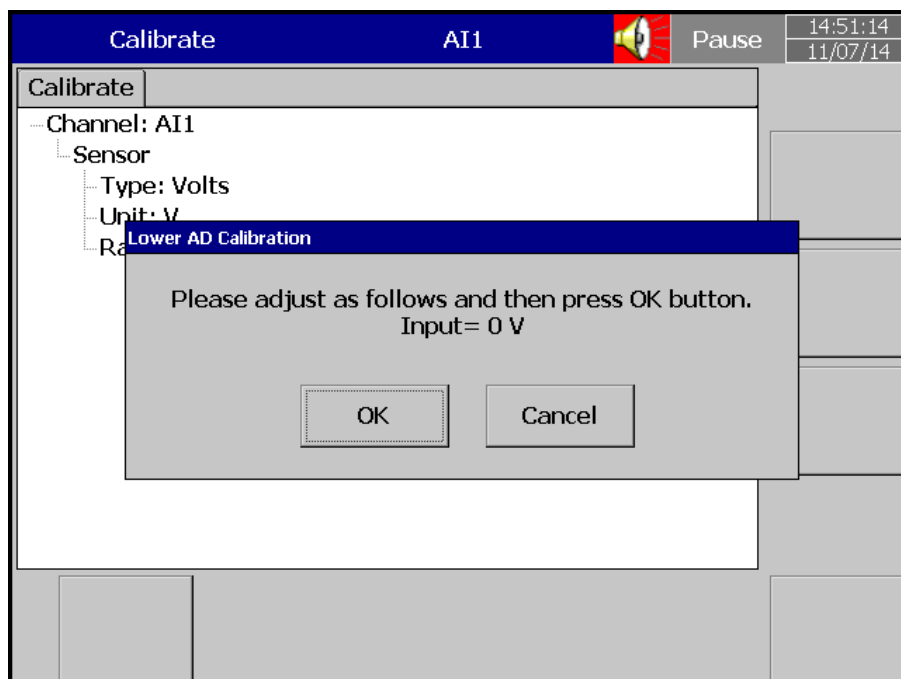 Calibrate AI1 Pause 14:51:14
11/07/14
Calibrate
Channel: AI1
Sensor
Type: Volts
Unit: V
Lower AD Calibration
Please adjust as follows and then press OK button.
Input= 0 V
OK Cancel